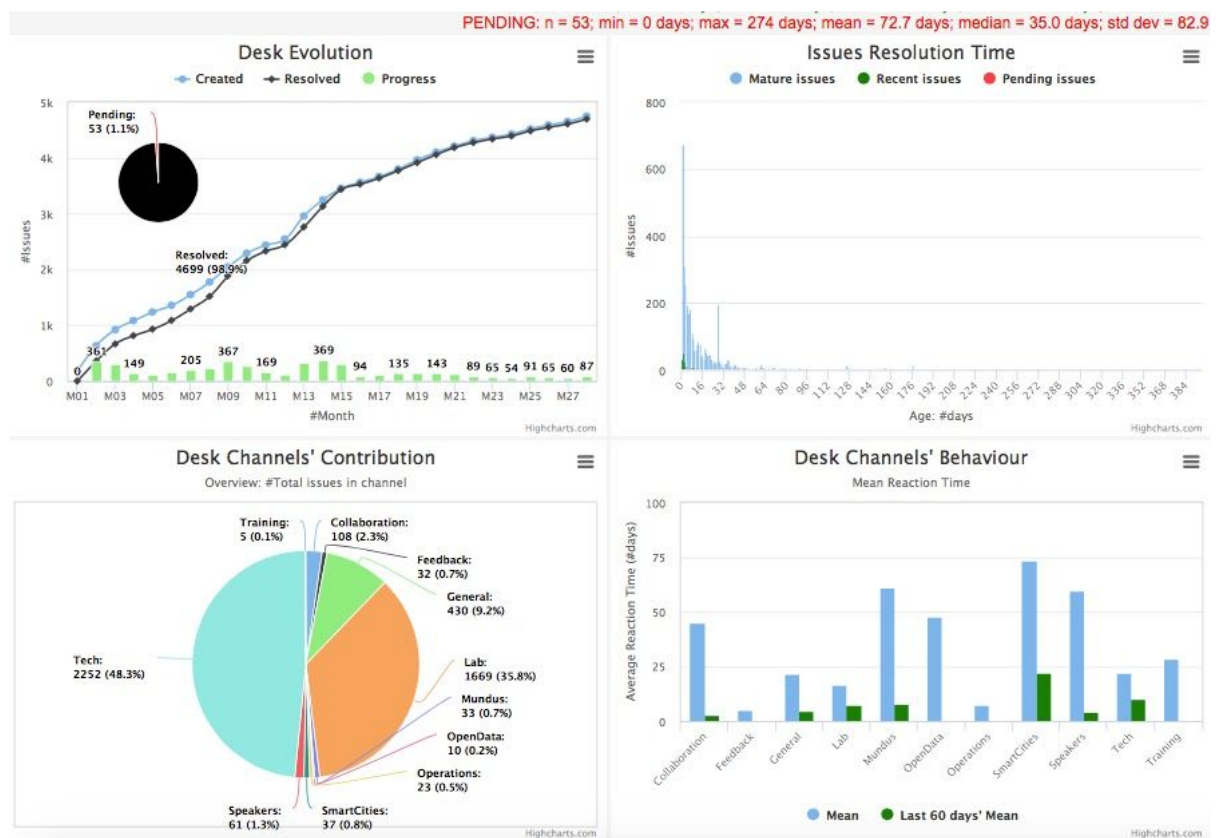 PENDING: n = 53; min = 0 days; max = 274 days; mean = 72.7 days; median = 35.0 days; std dev = 82.9
Desk Evolution
Created Resolved Progress
5k
4k
3k
2k
1k
0
#Issues
Pending:
53 (1.1%)
Resolved:
4699 (98.9%)
0 361 149 205 367 169 369 94 135 143 89 65 54 91 65 60 87
M01 M03 M05 M07 M09 M11 M13 M15 M17 M19 M21 M23 M25 M27
#Month
Highcharts.com
Issues Resolution Time
Mature issues Recent issues Pending issues
800
600
400
200
0
#Issues
0 16 32 48 64 80 96 112 128 144 160 176 192 208 224 240 256 272 288 304 320 336 352 368 384
Age: #days
Highcharts.com
Desk Channels' Contribution
Overview: #Total issues in channel
Training:
5 (0.1%)
Collaboration:
108 (2.3%)
Feedback:
32 (0.7%)
General:
430 (9.2%)
Tech:
2252 (48.3%)
Lab:
1669 (35.8%)
Mundus:
33 (0.7%)
OpenData:
10 (0.2%)
Operations:
23 (0.5%)
Speakers:
61 (1.3%)
SmartCities:
37 (0.8%)
Highcharts.com
Desk Channels' Behaviour
Mean Reaction Time
100
75
50
25
0
Average Reaction Time (#days)
Collaboration Feedback General Lab Mundus OpenData Operations SmartCities Speakers Tech Training
Mean Last 60 days' Mean
Highcharts.com